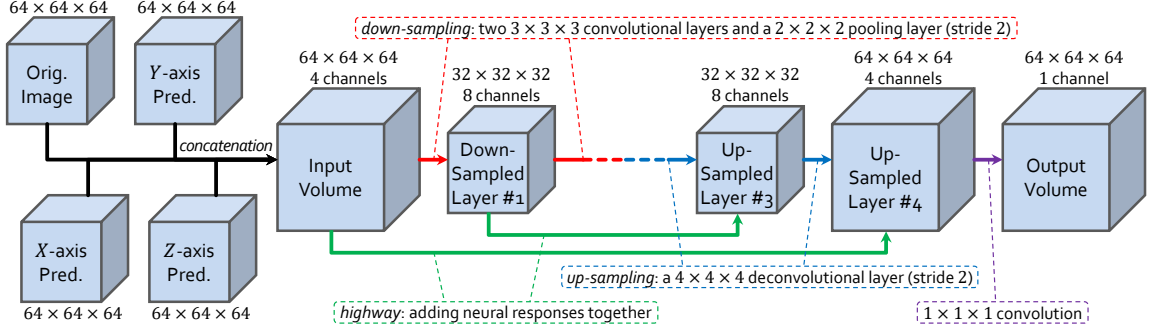 64 × 64 × 64
64 × 64 × 64
Orig.
Image
Y-axis
Pred.
concatenation
X-axis
Pred.
Z-axis
Pred.
64 × 64 × 64
64 × 64 × 64
down-sampling: two 3 × 3 × 3 convolutional layers and a 2 × 2 × 2 pooling layer (stride 2)
64 × 64 × 64
4 channels
Input
Volume
32 × 32 × 32
8 channels
Down-
Sampled
Layer #1
32 × 32 × 32
8 channels
Up-
Sampled
Layer #3
64 × 64 × 64
4 channels
Up-
Sampled
Layer #4
64 × 64 × 64
1 channel
Output
Volume
up-sampling: a 4 × 4 × 4 deconvolutional layer (stride 2)
highway: adding neural responses together
1 × 1 × 1 convolution